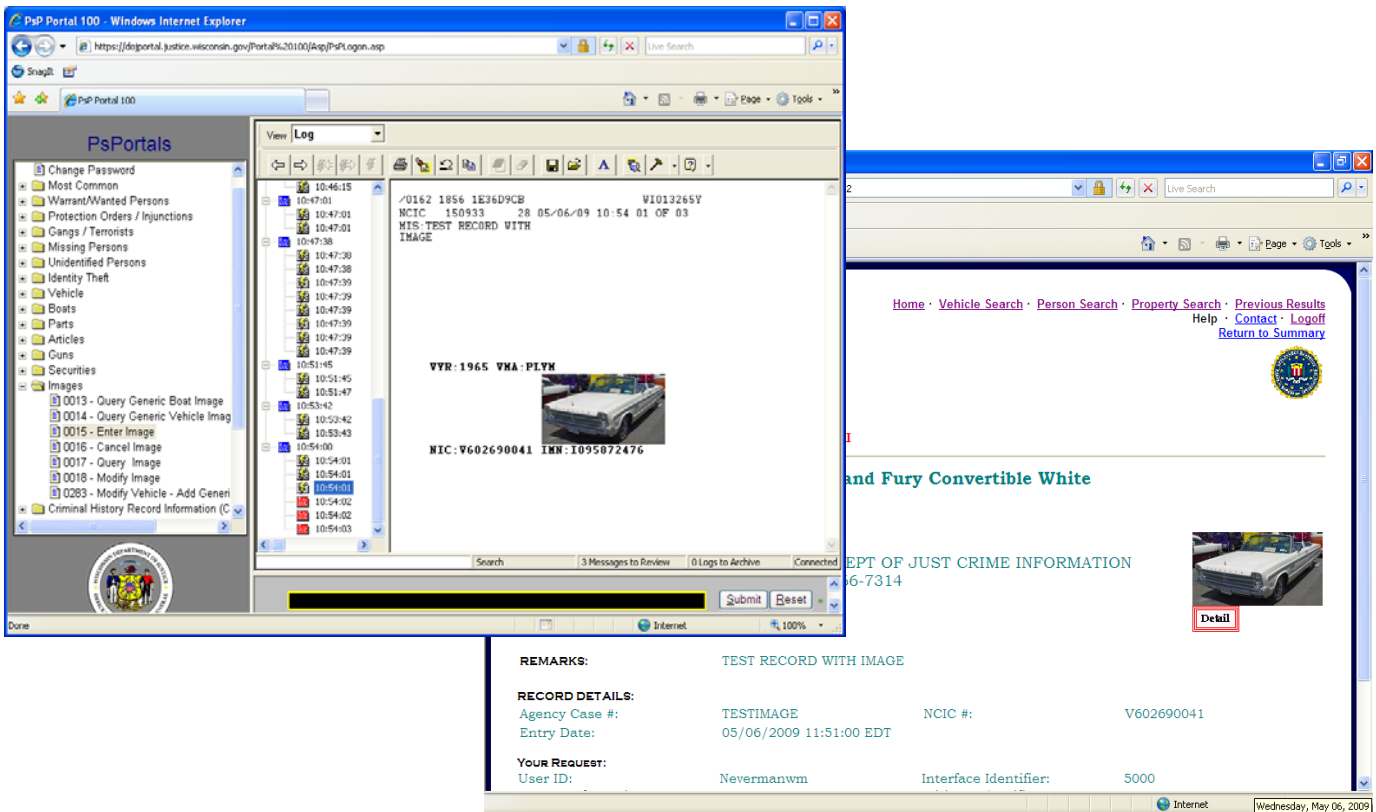 PsP Portal 100 - Windows Internet Explorer
https://dojportal.justice.wisconsin.gov/Portal%20100/Asp/PsPLogon.asp
Live Search
SnagIt
PsP Portal 100
Page
Tools
PsPortals
Change Password
Most Common
Warrant/Wanted Persons
Protection Orders / Injunctions
Gangs / Terrorists
Missing Persons
Unidentified Persons
Identity Theft
Vehicle
Boats
Parts
Articles
Guns
Securities
Images
0013 - Query Generic Boat Image
0014 - Query Generic Vehicle Imag
0015 - Enter Image
0016 - Cancel Image
0017 - Query Image
0018 - Modify Image
0283 - Modify Vehicle - Add Generi
Criminal History Record Information (C
View Log
10:46:15
10:47:01
10:47:01
10:47:01
10:47:38
10:47:38
10:47:38
10:47:39
10:47:39
10:47:39
10:47:39
10:47:39
10:47:39
10:51:45
10:51:45
10:51:47
10:53:42
10:53:42
10:53:43
10:54:00
10:54:01
10:54:01
10:54:01
10:54:02
10:54:02
10:54:03
/0162 1856 1E36D9CB WI013265Y
NCIC 150933 28 05/06/09 10:54 01 OF 03
MIS:TEST RECORD WITH
IMAGE
VYR:1965 VMA:PLYM
NIC:V602690041 IMN:I095872476
Search
3 Messages to Review
0 Logs to Archive
Connected
Submit
Reset
Done
Internet
100%
2
Live Search
Page
Tools
Home · Vehicle Search · Person Search · Property Search · Previous Results
Help · Contact · Logoff
Return to Summary
and Fury Convertible White
EPT OF JUST CRIME INFORMATION
66-7314
Detail
REMARKS: TEST RECORD WITH IMAGE
RECORD DETAILS:
Agency Case #: TESTIMAGE NCIC #: V602690041
Entry Date: 05/06/2009 11:51:00 EDT
YOUR REQUEST:
User ID: Nevermanwm Interface Identifier: 5000
Internet
Wednesday, May 06, 2009